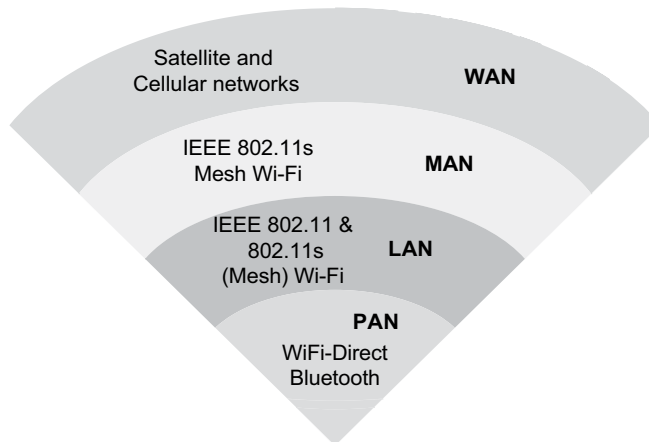 Satellite and
Cellular networks
WAN
IEEE 802.11s
Mesh Wi-Fi
MAN
IEEE 802.11 &
802.11s
(Mesh) Wi-Fi
LAN
PAN
WiFi-Direct
Bluetooth